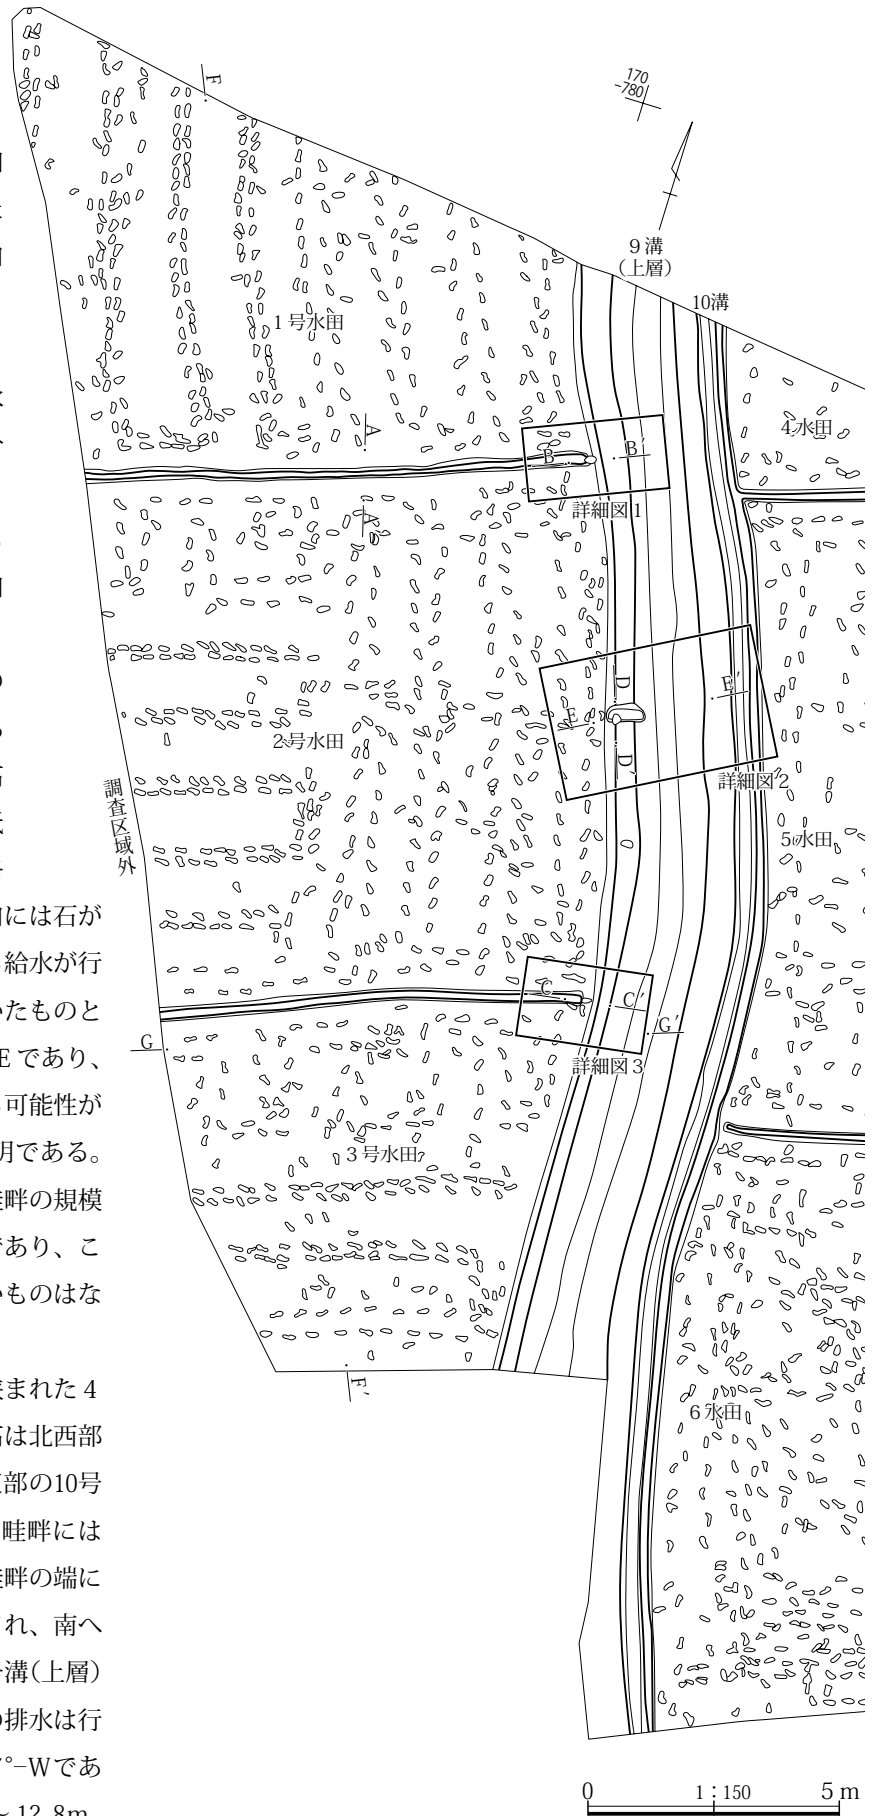 170
-780
F
9溝
（上層）
10溝
1号水田
4水田
A
B
B′
詳細図1
A′
D
E
E′
2号水田
D′
詳細図2
調査区域外
5水田
には石が
給水が行
いたものと
であり、
可能性が
明である。
畦畔の規模
であり、こ
いものはな
C
C′
G
G′
詳細図3
3号水田
F′
まれた4
は北西部
部の10号
畦畔には
畦畔の端に
れ、南へ
溝（上層）
排水は行
°−Wであ
12.8m
6水田
0
1：150
5m